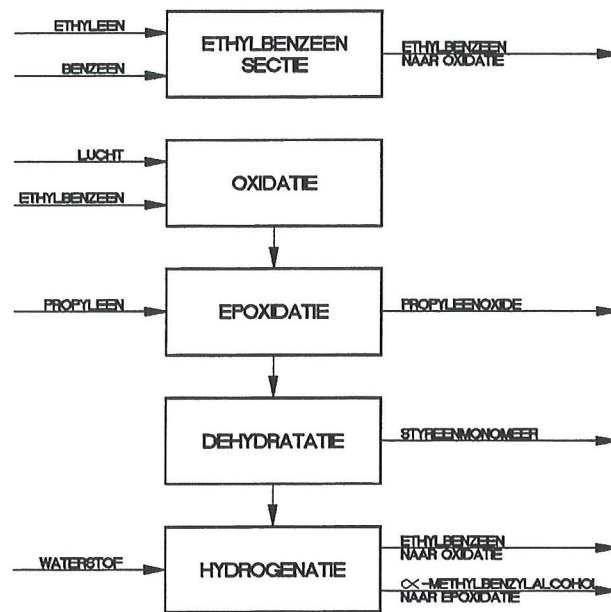 ETHYLEEN
BENZEEN
ETHYLBENZEEN
SECTIE
ETHYLBENZEEN
NAAR OXIDATIE
LUCHT
ETHYLBENZEEN
OXIDATIE
PROPYLEEN
EPOXIDATIE
PROPYLEENOXIDE
DEHYDRATATIE
STYREENMONOMEER
WATERSTOF
HYDROGENATIE
ETHYLBENZEEN
NAAR OXIDATIE
∝-METHYLBENZYLALCOHOL
NAAR EPOXIDATIE